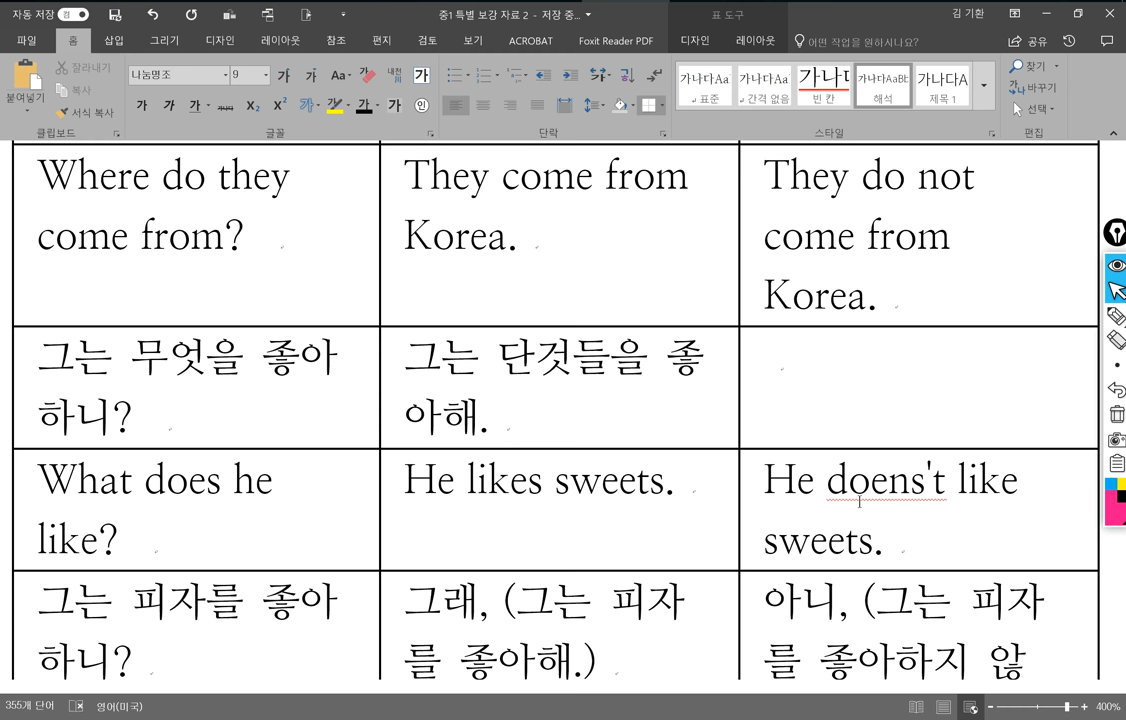 자동 저장 켬
중1 특별 보강 자료 2 - 저장 중...
표 도구
김 기환
파일 홈 삽입 그리기 디자인 레이아웃 참조 편지 검토 보기 ACROBAT Foxit Reader PDF 디자인 레이아웃 어떤 작업을 원하시나요? 공유
붙여넣기
잘라내기
복사
서식 복사
나눔명조 9
가나다Aa 가나다Aa 가나ㄷ 가나다AaBb 가나다A
표준 간격 없음 빈 칸 해석 제목 1
찾기
바꾸기
선택
클립보드 글꼴 단락 스타일 편집
Where do they
come from?
They come from
Korea.
They do not
come from
Korea.
그는 무엇을 좋아
하니?
그는 단것들을 좋
아해.
What does he
like?
He likes sweets.
He doens't like
sweets.
그는 피자를 좋아
하니?
그래, (그는 피자
를 좋아해.)
아니, (그는 피자
를 좋아하지 않
355개 단어 영어(미국) 400%